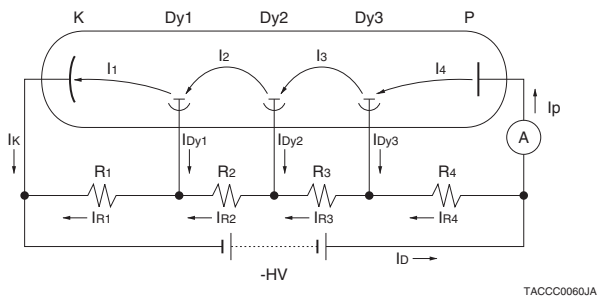 K Dy1 Dy2 Dy3 P
I1 I2 I3 I4
Ip
A
IK IDy1 IDy2 IDy3
R1 R2 R3 R4
IR1 IR2 IR3 IR4
ID
-HV
TACCC0060JA